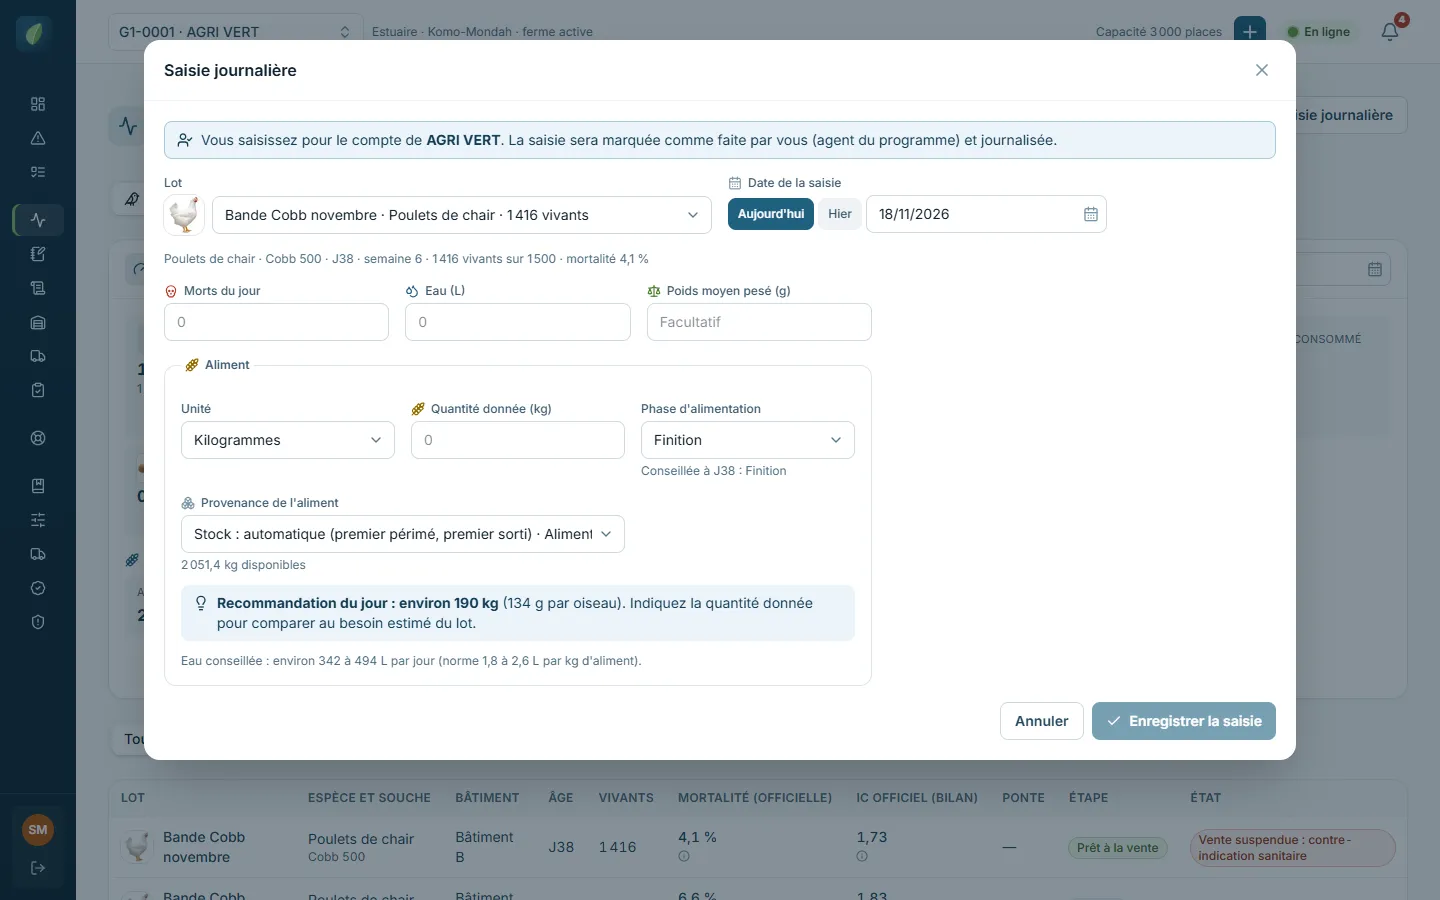 G1-0001 · AGRI VERT
Estuaire · Komo-Mondah · ferme active
Capacité 3 000 places
En ligne
4
Saisie journalière
isie journalière
Vous saisissez pour le compte de AGRI VERT. La saisie sera marquée comme faite par vous (agent du programme) et journalisée.
Lot
Date de la saisie
Bande Cobb novembre · Poulets de chair · 1 416 vivants
Aujourd'hui
Hier
18/11/2026
Poulets de chair · Cobb 500 · J38 · semaine 6 · 1 416 vivants sur 1 500 · mortalité 4,1 %
Morts du jour
Eau (L)
Poids moyen pesé (g)
0
0
Facultatif
CONSOMMÉ
Aliment
Unité
Quantité donnée (kg)
Phase d'alimentation
Kilogrammes
0
Finition
Conseillée à J38 : Finition
Provenance de l'aliment
Stock : automatique (premier périmé, premier sorti) · Aliment
2 051,4 kg disponibles
Recommandation du jour : environ 190 kg (134 g par oiseau). Indiquez la quantité donnée
pour comparer au besoin estimé du lot.
Eau conseillée : environ 342 à 494 L par jour (norme 1,8 à 2,6 L par kg d'aliment).
Annuler
Enregistrer la saisie
Tou
LOT
ESPÈCE ET SOUCHE
BÂTIMENT
ÂGE
VIVANTS
MORTALITÉ (OFFICIELLE)
IC OFFICIEL (BILAN)
PONTE
ÉTAPE
ÉTAT
Bande Cobb
novembre
Poulets de chair
Cobb 500
Bâtiment
B
J38
1 416
4,1 %
1,73
—
Prêt à la vente
Vente suspendue : contre-
indication sanitaire
SM
Bande Cobb
Poulets de chair
Bâtiment
6,6 %
1,83